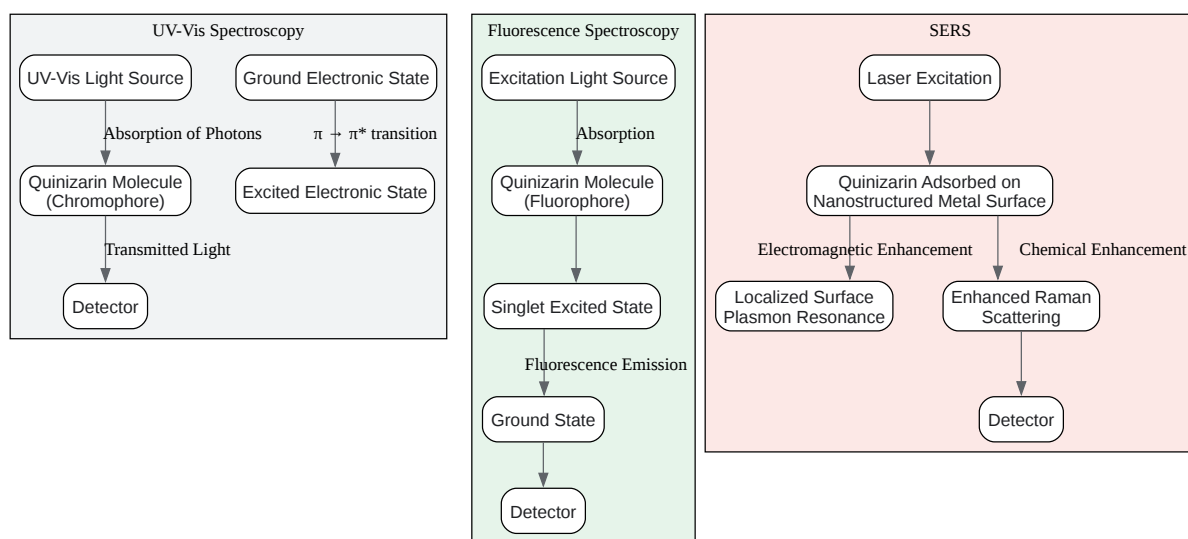 UV-Vis Spectroscopy
UV-Vis Light Source
Ground Electronic State
Absorption of Photons
π → π* transition
Quinizarin Molecule
(Chromophore)
Excited Electronic State
Transmitted Light
Detector
Fluorescence Spectroscopy
Excitation Light Source
Absorption
Quinizarin Molecule
(Fluorophore)
Singlet Excited State
Fluorescence Emission
Ground State
Detector
SERS
Laser Excitation
Quinizarin Adsorbed on
Nanostructured Metal Surface
Electromagnetic Enhancement
Chemical Enhancement
Localized Surface
Plasmon Resonance
Enhanced Raman
Scattering
Detector